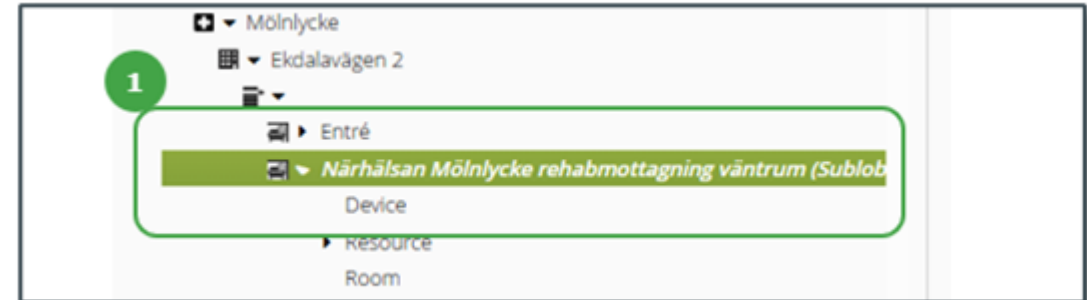 Mölnlycke
Ekdalavägen 2
1
Entré
Närhälsan Mölnlycke rehabmottagning väntrum (Sublob
Device
Resource
Room